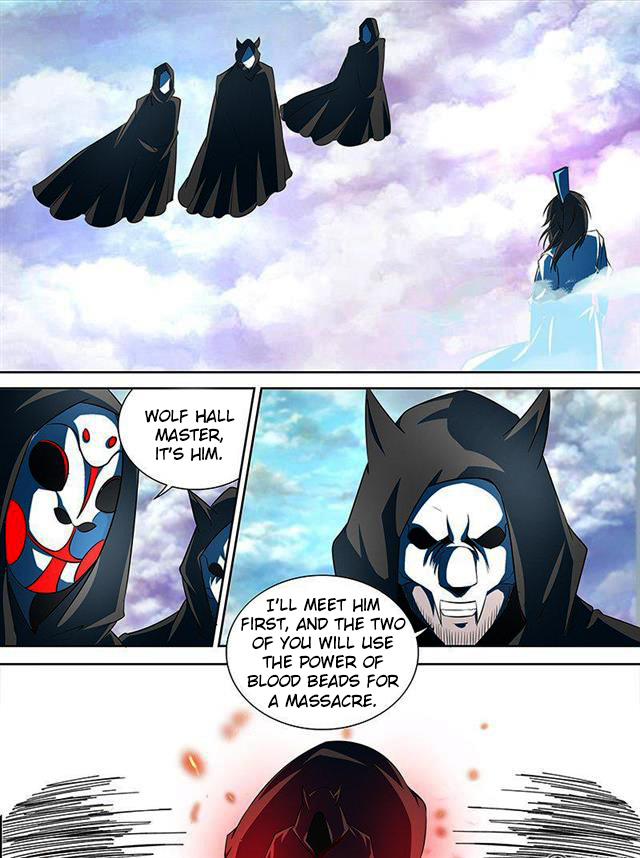 WOLF HALL
MASTER,
IT'S HIM.
I'LL MEET HIM
FIRST, AND THE TWO
OF YOU WILL USE
THE POWER OF
BLOOD BEADS FOR
A MASSACRE.